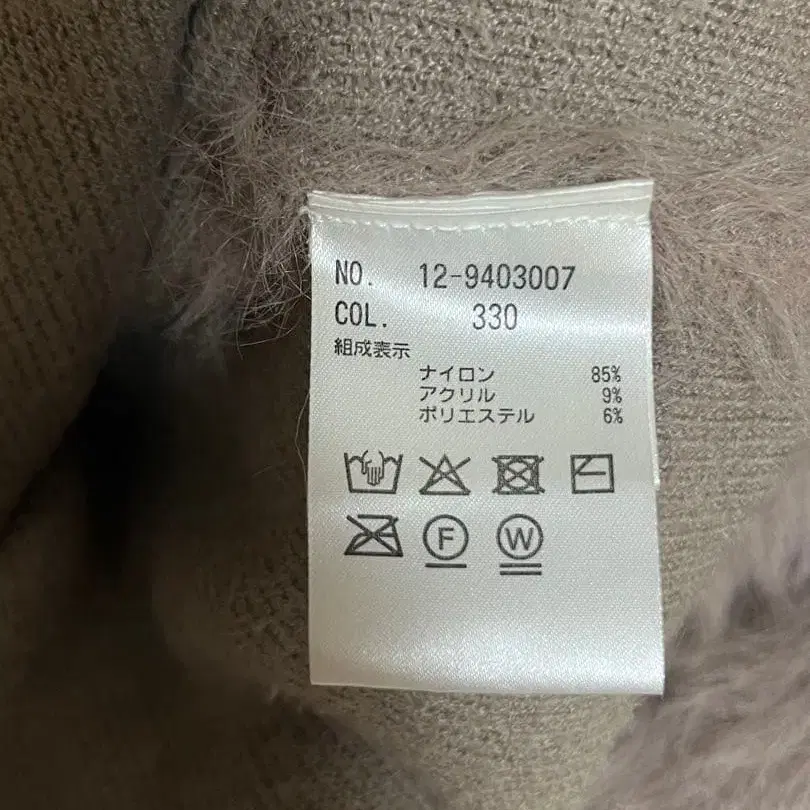 NO. 12-9403007
COL. 330
組成表示
ナイロン 85%
アクリル 9%
ポリエステル 6%
F W